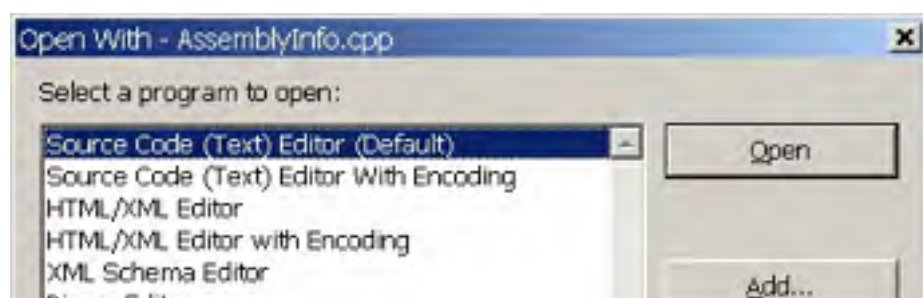 Open With - AssemblyInfo.cpp
Select a program to open:
Source Code (Text) Editor (Default)
Open
Source Code (Text) Editor With Encoding
HTML/XML Editor
HTML/XML Editor with Encoding
XML Schema Editor
Add...